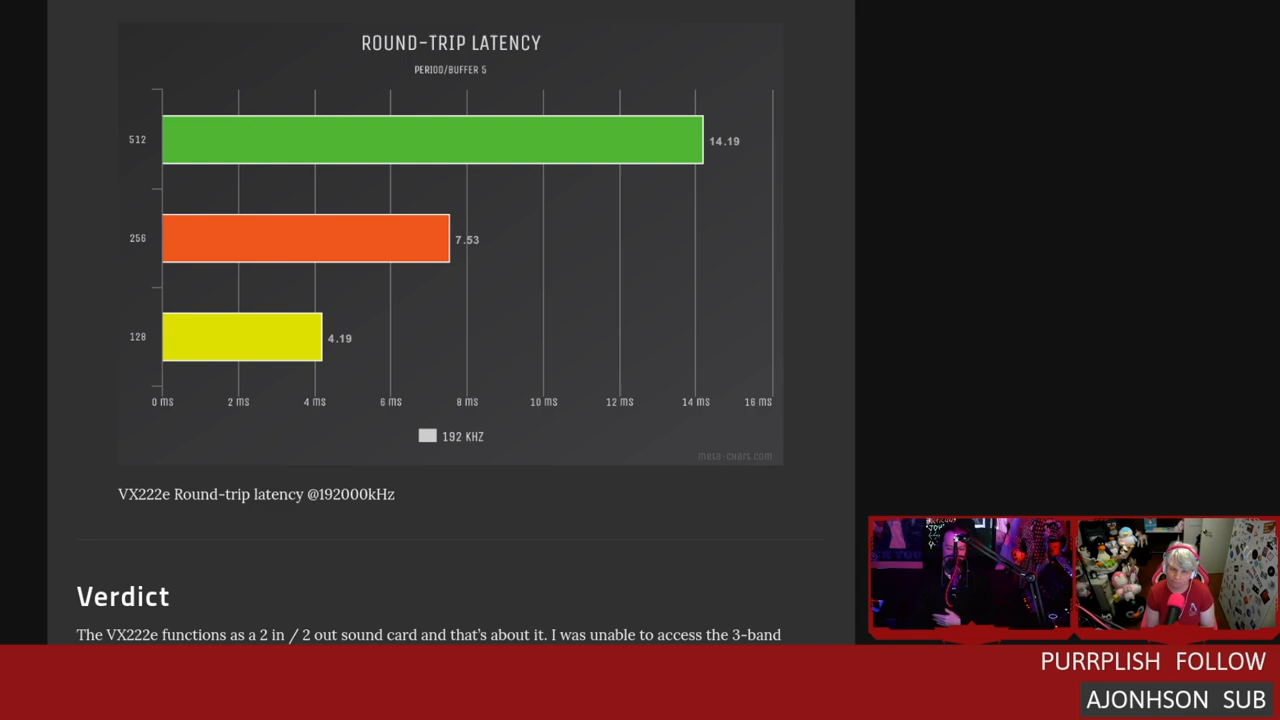 ROUND-TRIP LATENCY
PERIOD/BUFFER 5
512
14.19
256
7.53
128
4.19
0 ms 2 ms 4 ms 6 ms 8 ms 10 ms 12 ms 14 ms 16 ms
192 KHZ
meta-chart.com
VX222e Round-trip latency @192000kHz
Verdict
The VX222e functions as a 2 in / 2 out sound card and that’s about it. I was unable to access the 3-band
PURRPLISH FOLLOW
AJONHSON SUB